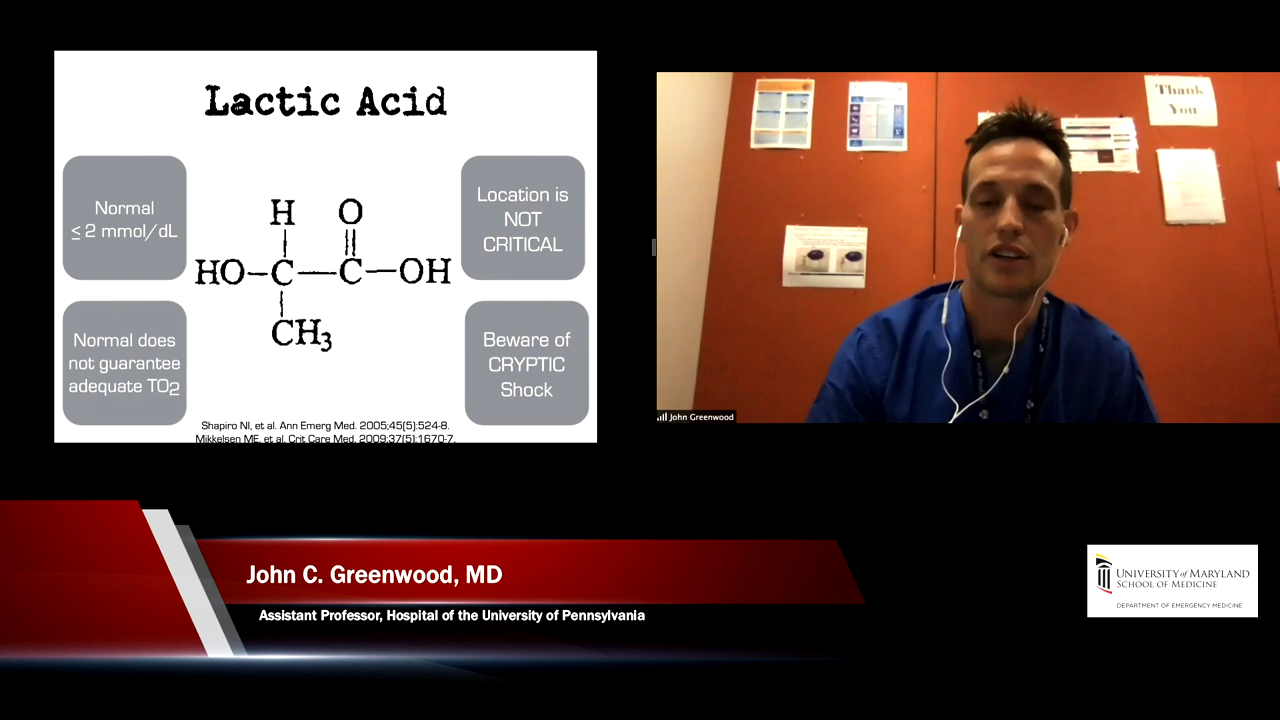 Lactic Acid
Normal
≤ 2 mmol/dL
Normal does
not guarantee
adequate TO2
H O
HO–C—C–OH
CH3
Location is
NOT
CRITICAL
Beware of
CRYPTIC
Shock
Shapiro NI, et al. Ann Emerg Med. 2005;45(5):524-8.
Mikkelsen ME, et al. Crit Care Med. 2009;37(5):1670-7.
Thank
You
John Greenwood
John C. Greenwood, MD
Assistant Professor, Hospital of the University of Pennsylvania
UNIVERSITY of MARYLAND
SCHOOL OF MEDICINE
DEPARTMENT OF EMERGENCY MEDICINE